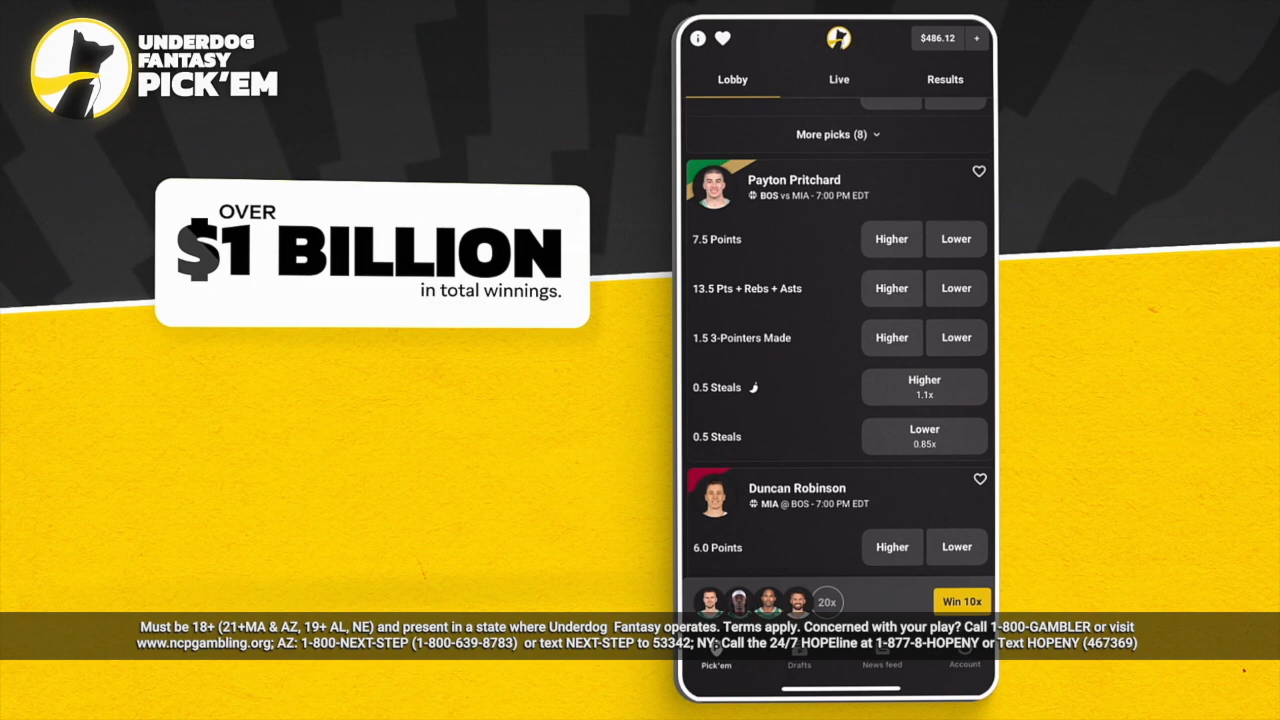 UNDERDOG
FANTASY
PICK'EM
OVER
$1 BILLION
in total winnings.
$486.12 +
Lobby Live Results
More picks (8)
Payton Pritchard
BOS vs MIA - 7:00 PM EDT
7.5 Points Higher Lower
13.5 Pts + Rebs + Asts Higher Lower
1.5 3-Pointers Made Higher Lower
0.5 Steals Higher
1.1x
0.5 Steals Lower
0.85x
Duncan Robinson
MIA @ BOS - 7:00 PM EDT
6.0 Points Higher Lower
20x Win 10x
Must be 18+ (21+MA & AZ, 19+ AL, NE) and present in a state where Underdog Fantasy operates. Terms apply. Concerned with your play? Call 1-800-GAMBLER or visit
www.ncpgambling.org; AZ: 1-800-NEXT-STEP (1-800-639-8783) or text NEXT-STEP to 53342; NY: Call the 24/7 HOPEline at 1-877-8-HOPENY or Text HOPENY (467369)
Pick'em Drafts News feed Account